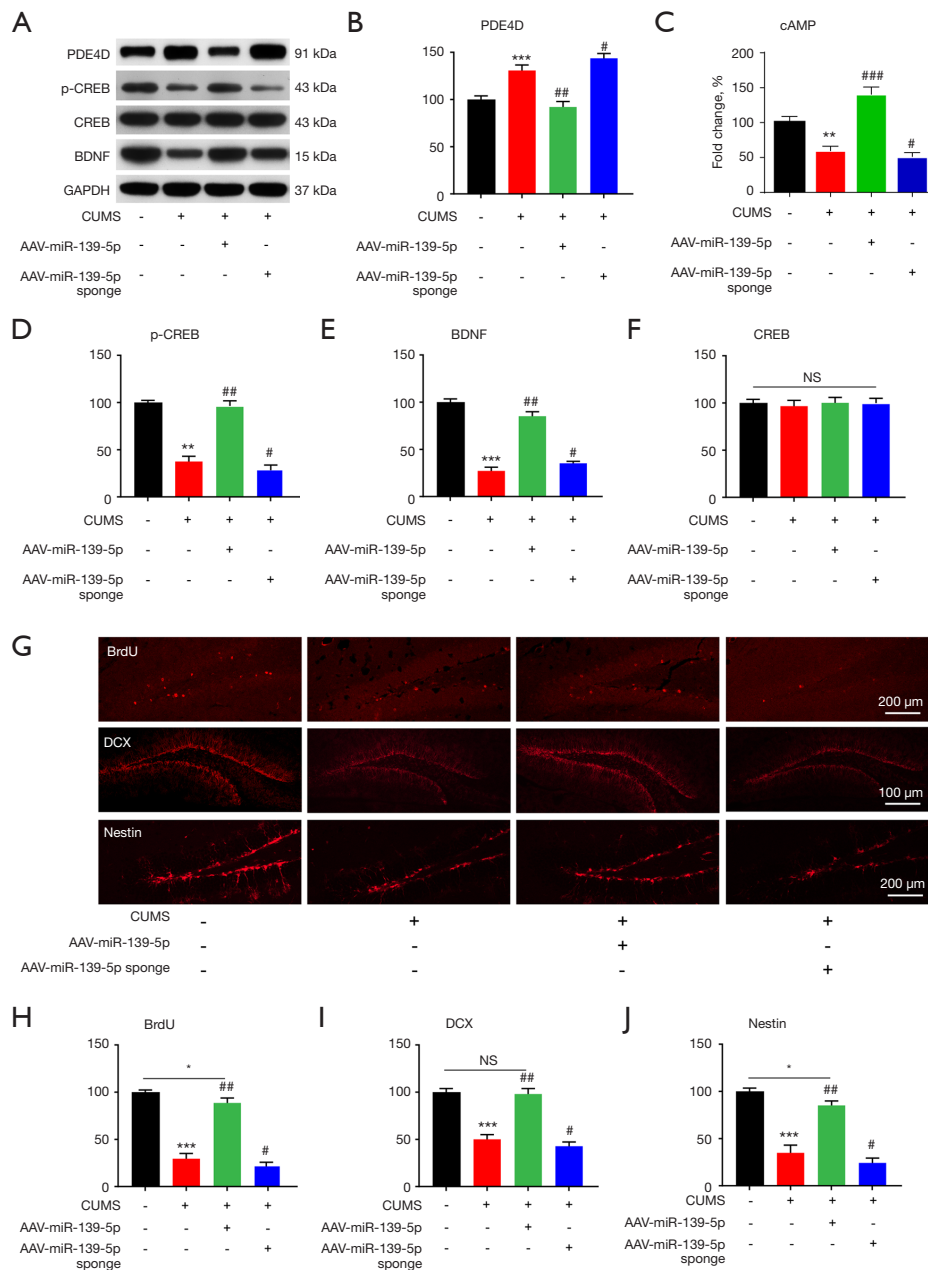 A
PDE4D
91 kDa
p-CREB
43 kDa
CREB
43 kDa
BDNF
15 kDa
GAPDH
37 kDa
CUMS - + + +
AAV-miR-139-5p - - + -
AAV-miR-139-5p sponge - - - +
B
PDE4D
150
100
50
0
***
##
#
CUMS - + + +
AAV-miR-139-5p - - + -
AAV-miR-139-5p sponge - - - +
C
cAMP
Fold change, %
200
150
100
50
0
**
###
#
CUMS - + + +
AAV-miR-139-5p - - + -
AAV-miR-139-5p sponge - - - +
D
p-CREB
150
100
50
0
**
##
#
CUMS - + + +
AAV-miR-139-5p - - + -
AAV-miR-139-5p sponge - - - +
E
BDNF
150
100
50
0
***
##
#
CUMS - + + +
AAV-miR-139-5p - - + -
AAV-miR-139-5p sponge - - - +
F
CREB
150
100
50
0
NS
CUMS - + + +
AAV-miR-139-5p - - + -
AAV-miR-139-5p sponge - - - +
G
BrdU
200 μm
DCX
100 μm
Nestin
200 μm
CUMS - + + +
AAV-miR-139-5p - - + -
AAV-miR-139-5p sponge - - - +
H
BrdU
150
100
50
0
*
***
##
#
CUMS - + + +
AAV-miR-139-5p - - + -
AAV-miR-139-5p sponge - - - +
I
DCX
150
100
50
0
NS
***
##
#
CUMS - + + +
AAV-miR-139-5p - - + -
AAV-miR-139-5p sponge - - - +
J
Nestin
150
100
50
0
*
***
##
#
CUMS - + + +
AAV-miR-139-5p - - + -
AAV-miR-139-5p sponge - - - +